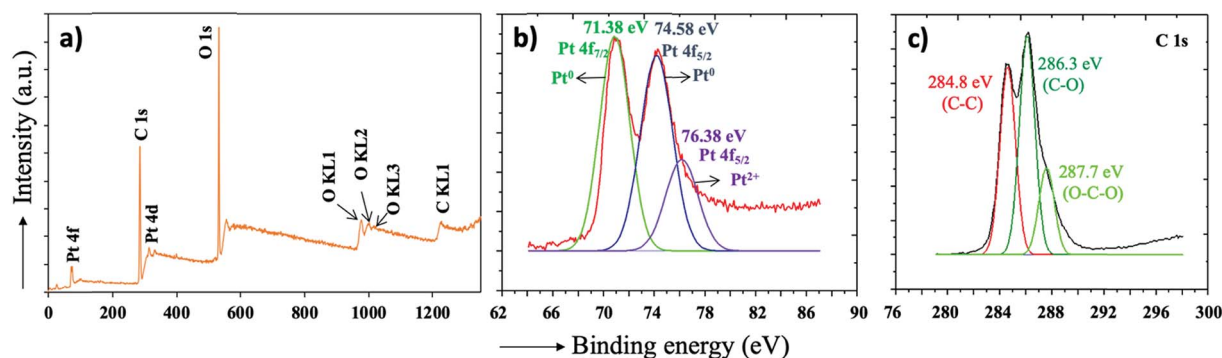 Intensity (a.u.)
a)
Pt 4f
C 1s
Pt 4d
O 1s
O KL1
O KL2
O KL3
C KL1
0 200 400 600 800 1000 1200
b)
71.38 eV
Pt 4f7/2
Pt0
74.58 eV
Pt 4f5/2
Pt0
76.38 eV
Pt 4f5/2
Pt2+
62 66 70 74 78 82 86 90
c)
C 1s
284.8 eV
(C-C)
286.3 eV
(C-O)
287.7 eV
(O-C-O)
76 280 284 288 292 296 300
Binding energy (eV)